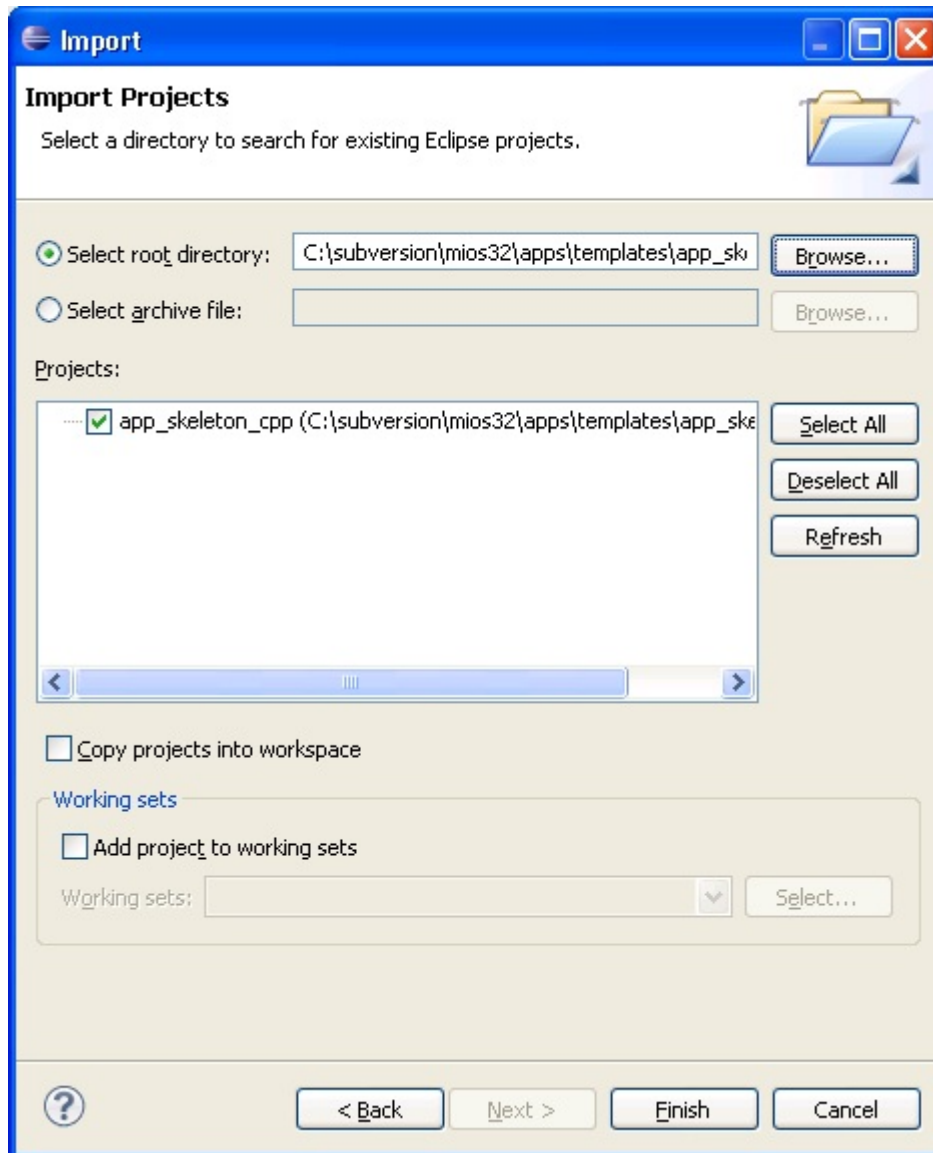 Import
Import Projects
Select a directory to search for existing Eclipse projects.
Select root directory: C:\subversion\mios32\apps\templates\app_sk Browse...
Select archive file: Browse...
Projects:
app_skeleton_cpp (C:\subversion\mios32\apps\templates\app_ske
Select All
Deselect All
Refresh
Copy projects into workspace
Working sets
Add project to working sets
Working sets: Select...
? < Back Next > Finish Cancel